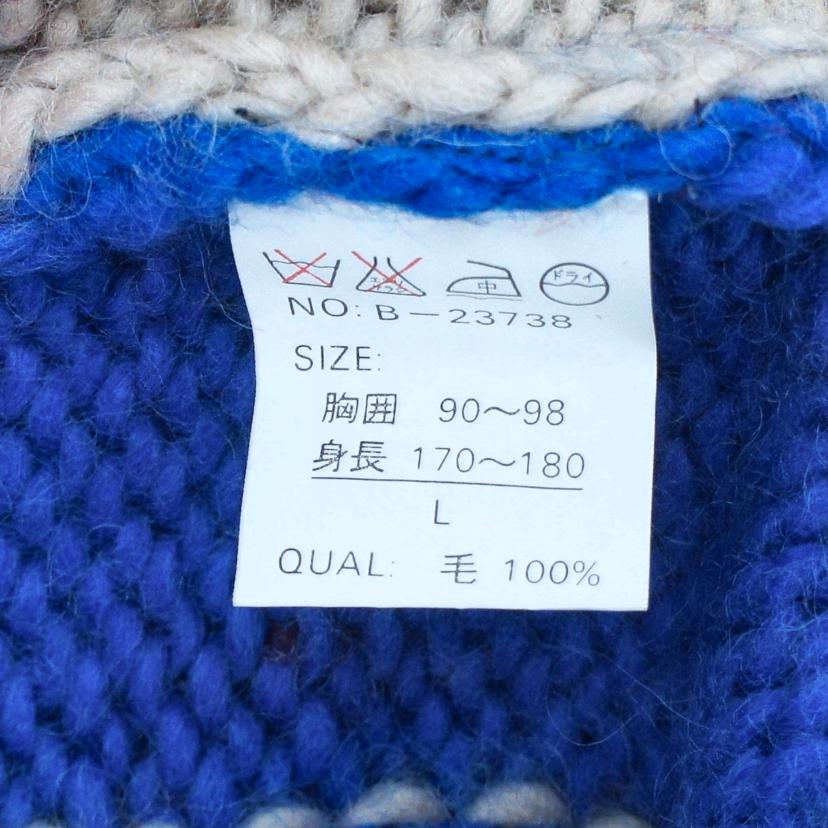 中 ドライ
NO: B－23738
SIZE:
胸囲 90～98
身長 170～180
L
QUAL: 毛 100%